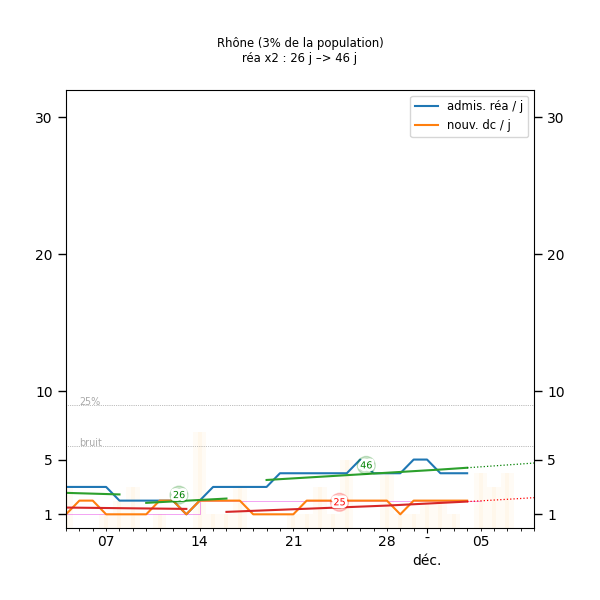 Rhône (3% de la population)
réa x2 : 26 j –> 46 j
admis. réa / j
nouv. dc / j
30 30
20 20
10 10
25%
bruit
5 5
46
26
25
1 1
07 14 21 28 - 05
déc.